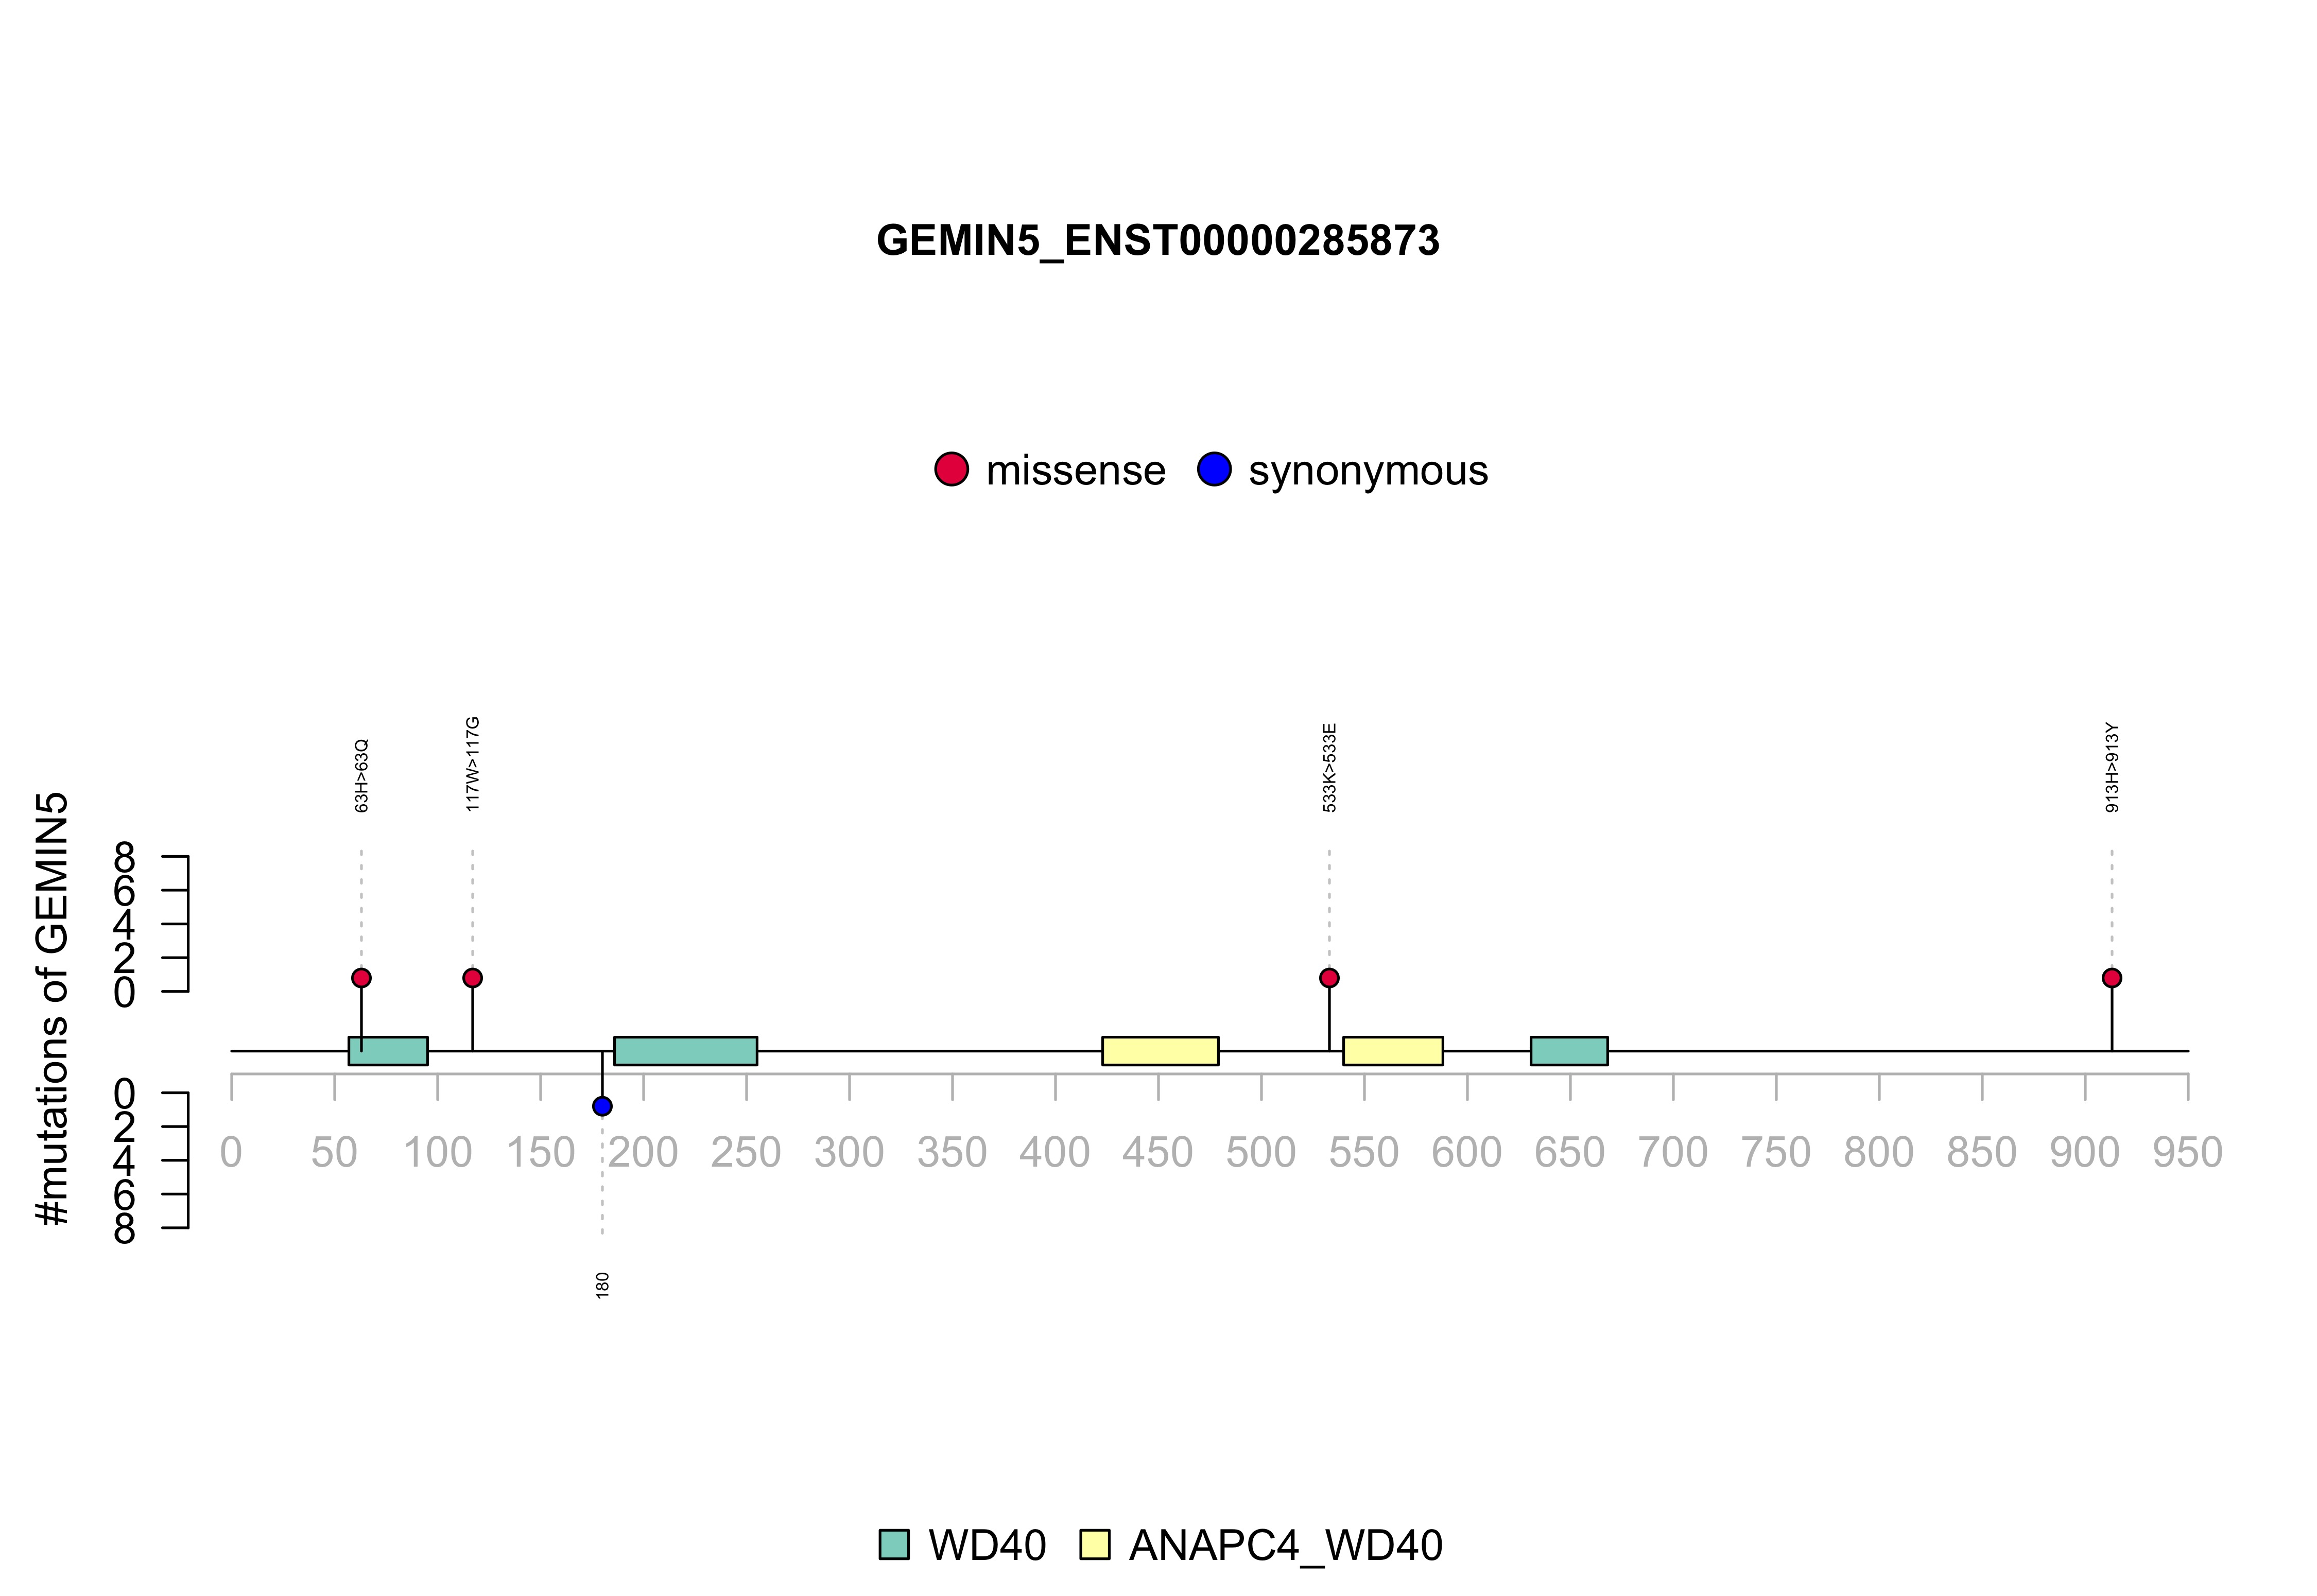 GEMIN5_ENST00000285873
missense synonymous
63H>63Q
117W>117G
533K>533E
913H>913Y
#mutations of GEMIN5
8
6
4
2
0
0
2
4
6
8
0 50 100 150 200 250 300 350 400 450 500 550 600 650 700 750 800 850 900 950
180
WD40 ANAPC4_WD40